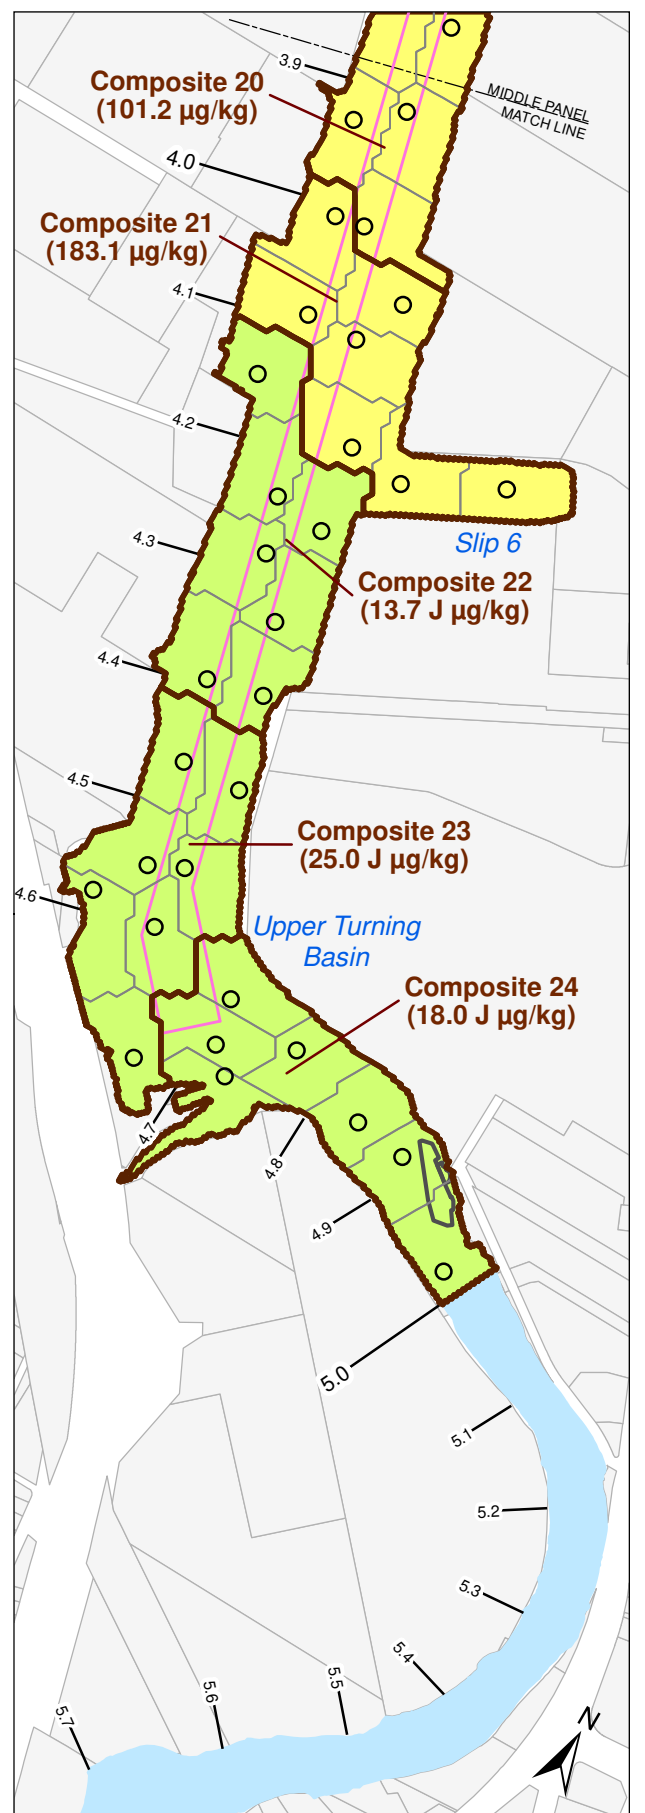 3.9
MIDDLE PANEL
MATCH LINE
Composite 20
(101.2 µg/kg)
4.0
Composite 21
(183.1 µg/kg)
4.1
4.2
4.3
Slip 6
Composite 22
(13.7 J µg/kg)
4.4
4.5
Composite 23
(25.0 J µg/kg)
4.6
Upper Turning
Basin
Composite 24
(18.0 J µg/kg)
4.7
4.8
4.9
5.0
5.1
5.2
5.3
5.4
5.5
5.6
5.7
N